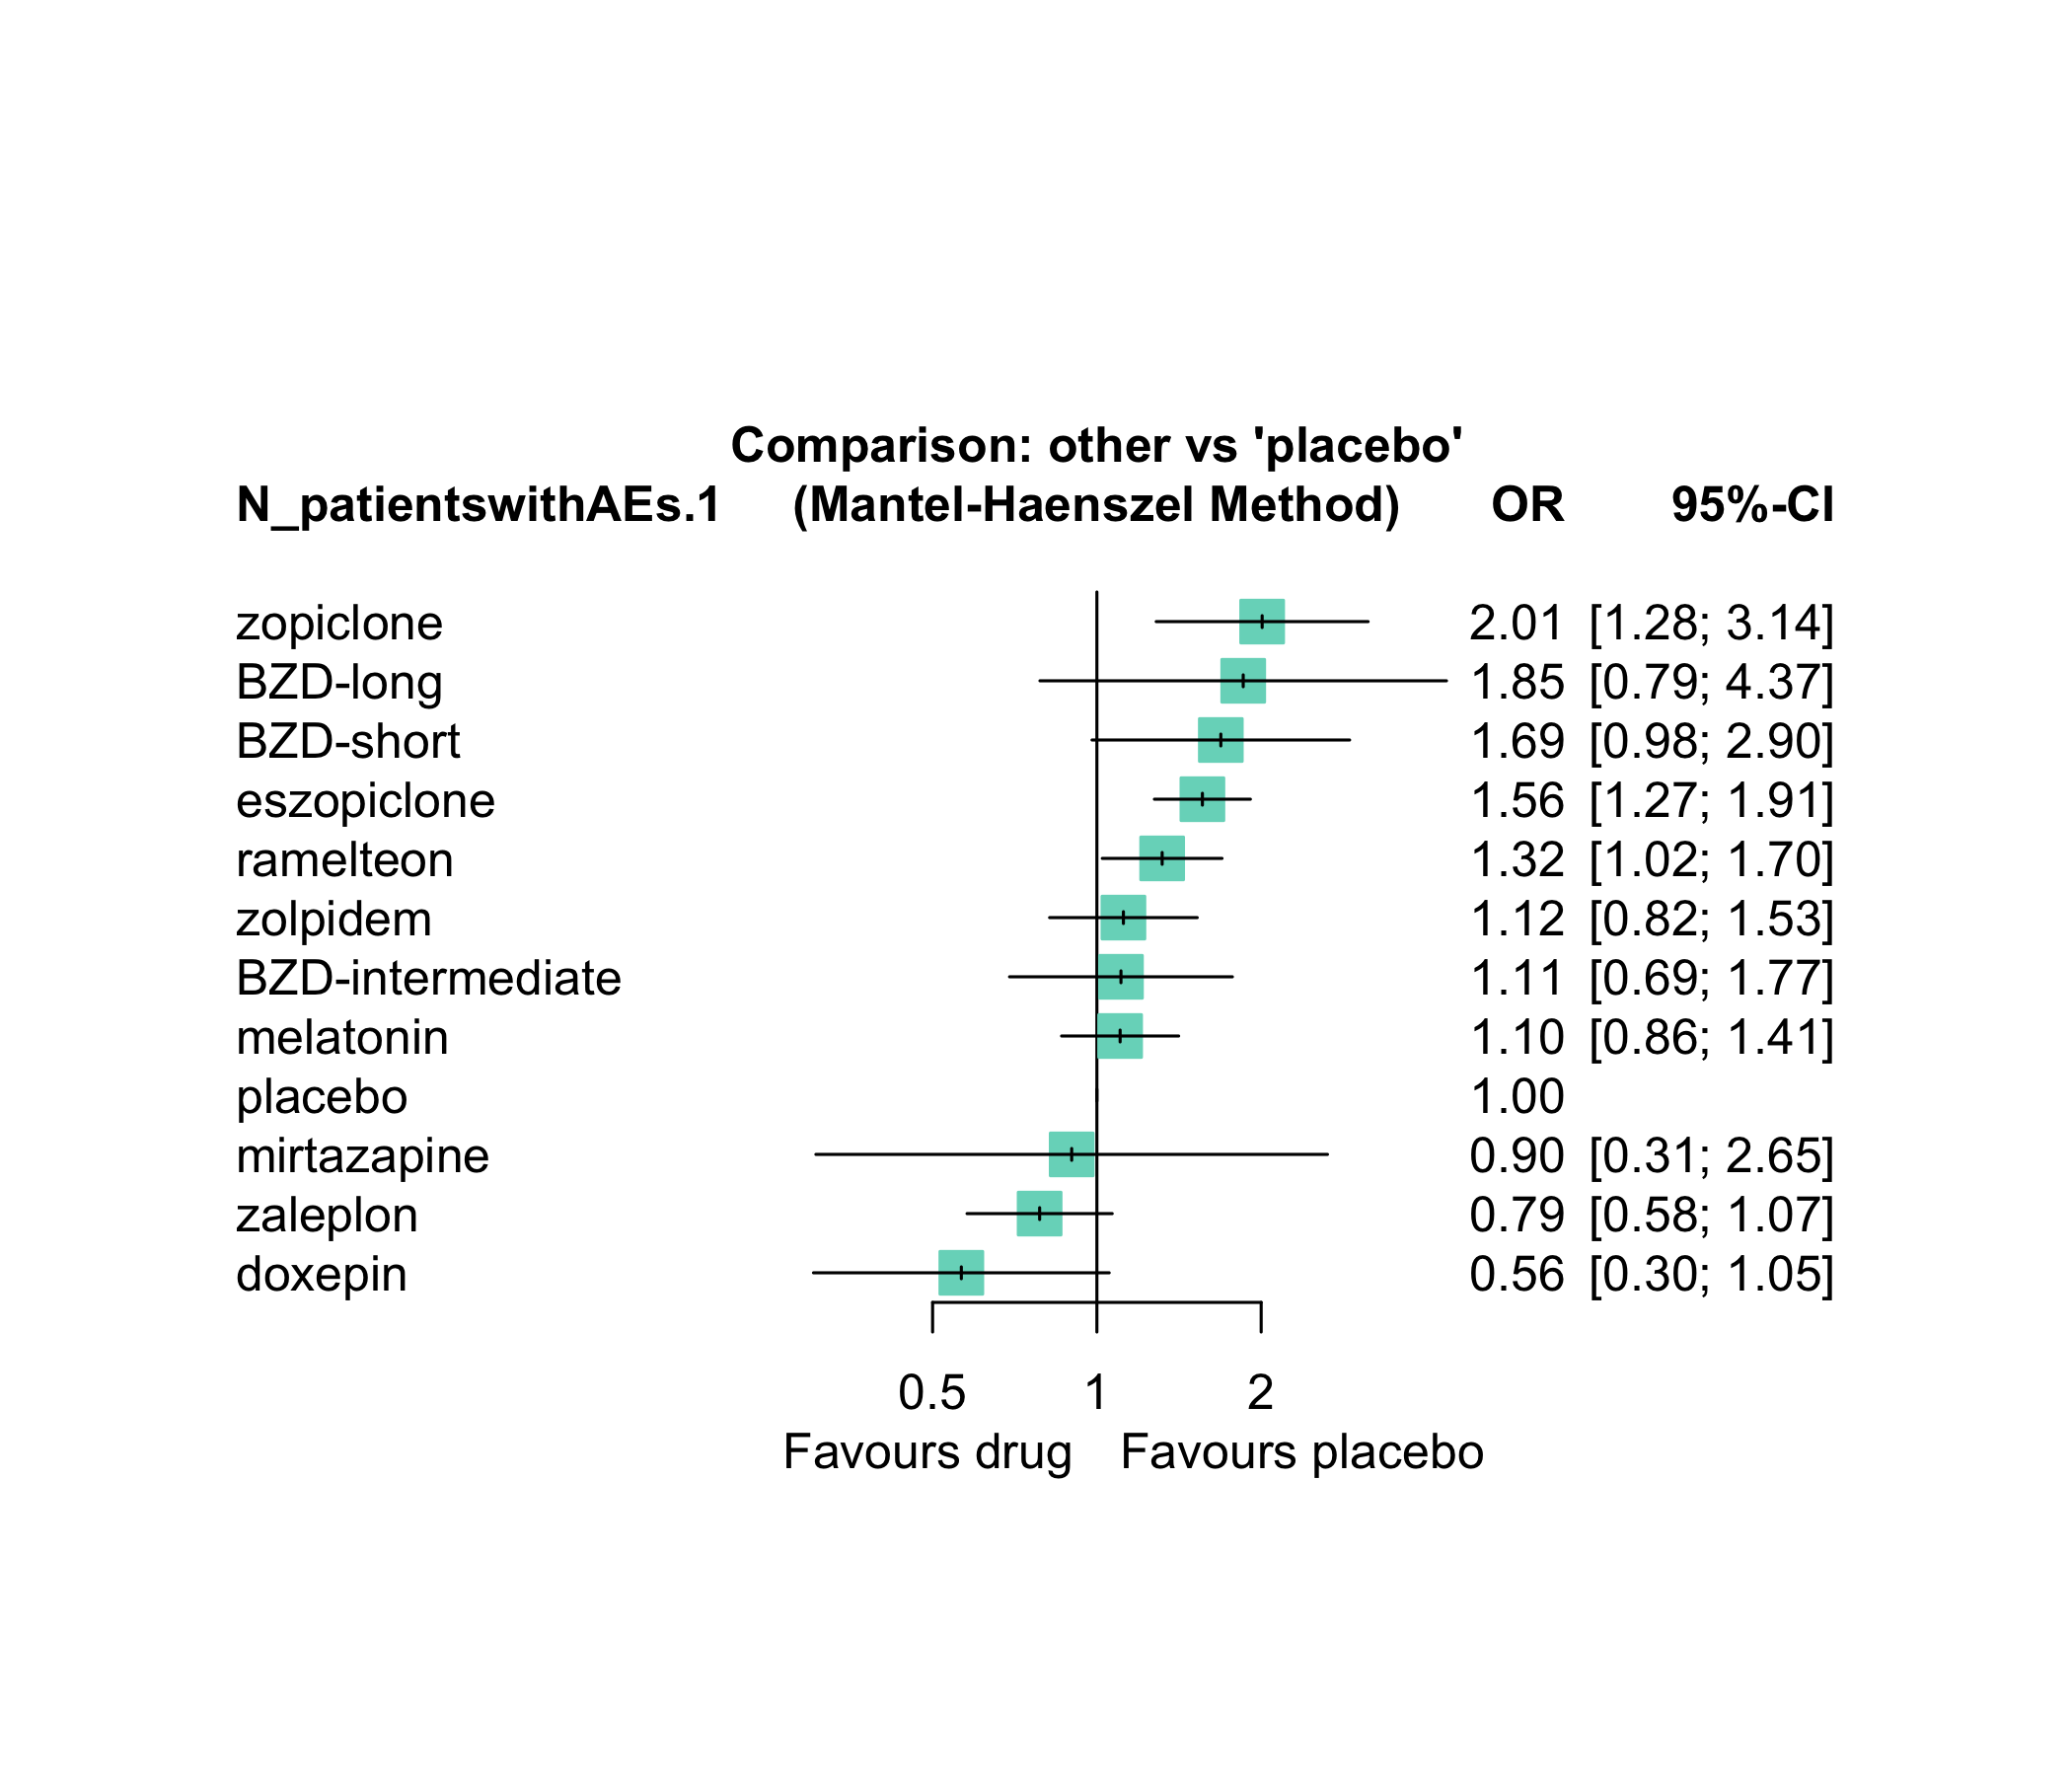 Comparison: other vs 'placebo'
N_patientswithAEs.1 (Mantel-Haenszel Method) OR 95%-CI
zopiclone 2.01 [1.28; 3.14]
BZD-long 1.85 [0.79; 4.37]
BZD-short 1.69 [0.98; 2.90]
eszopiclone 1.56 [1.27; 1.91]
ramelteon 1.32 [1.02; 1.70]
zolpidem 1.12 [0.82; 1.53]
BZD-intermediate 1.11 [0.69; 1.77]
melatonin 1.10 [0.86; 1.41]
placebo 1.00
mirtazapine 0.90 [0.31; 2.65]
zaleplon 0.79 [0.58; 1.07]
doxepin 0.56 [0.30; 1.05]
0.5 1 2
Favours drug Favours placebo